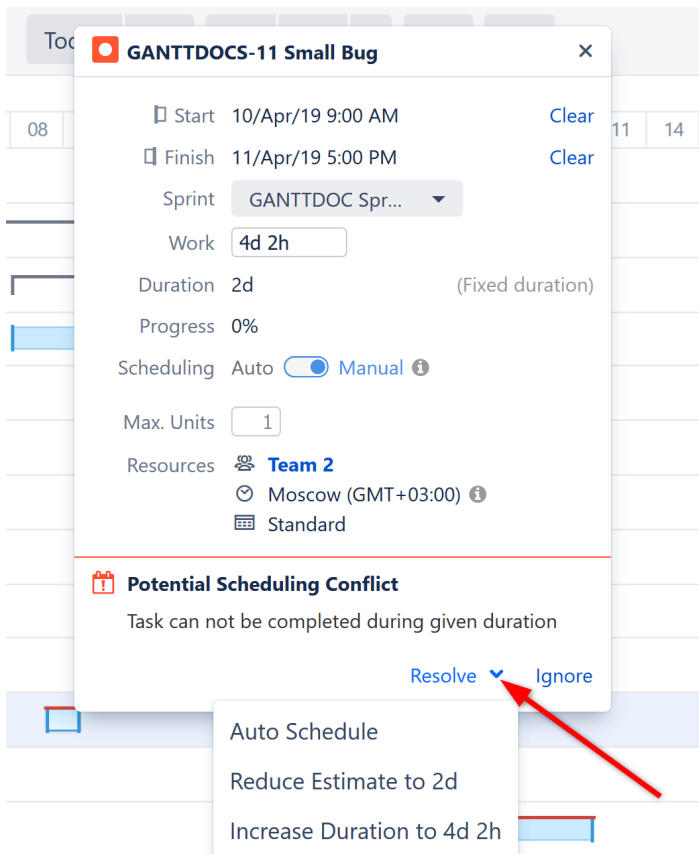 GANTTDOCS-11 Small Bug
Start 10/Apr/19 9:00 AM Clear
08 11 14
Finish 11/Apr/19 5:00 PM Clear
Sprint GANTTDOC Spr...
Work 4d 2h
Duration 2d (Fixed duration)
Progress 0%
Scheduling Auto Manual
Max. Units 1
Resources Team 2
Moscow (GMT+03:00)
Standard
Potential Scheduling Conflict
Task can not be completed during given duration
Resolve Ignore
Auto Schedule
Reduce Estimate to 2d
Increase Duration to 4d 2h